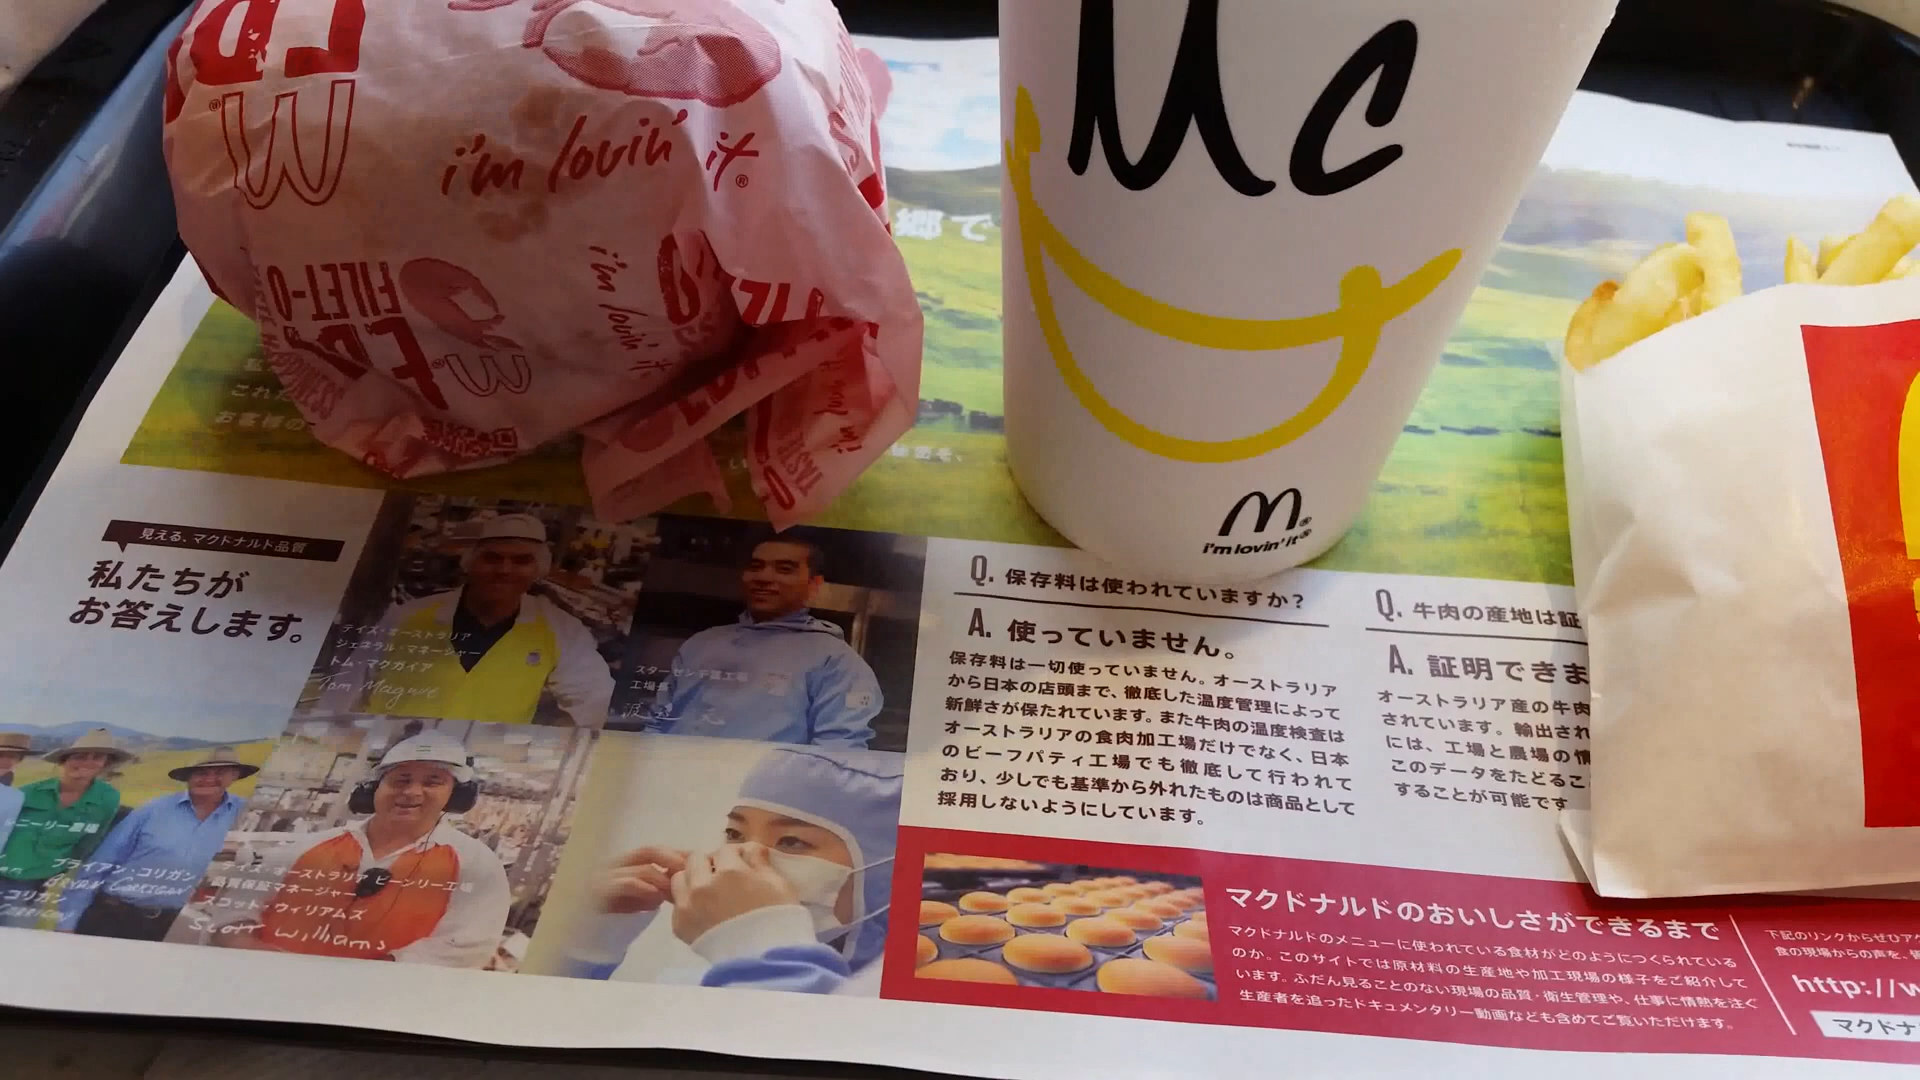 i'm lovin' it®
FILET-O
i'm lovin' it
Mc
M®
i'm lovin' it®
郷で
これ
お客様の
見える、マクドナルド品質
私たちが
お答えします。
テイズ・オーストラリア
ジェネラル・マネージャー
トム・マクガイア
スターゼン千葉工場
工場長
ブライアン・コリガン
コリガン
テイズ・オーストラリア ビーンリー工場
品質保証マネージャー
スコット・ウィリアムズ
Scott Williams
Q. 保存料は使われていますか？
A. 使っていません。
保存料は一切使っていません。オーストラリア
から日本の店頭まで、徹底した温度管理によって
新鮮さが保たれています。また牛肉の温度検査は
オーストラリアの食肉加工場だけでなく、日本
のビーフパティ工場でも徹底して行われて
おり、少しでも基準から外れたものは商品として
採用しないようにしています。
Q. 牛肉の産地は証
A. 証明できま
オーストラリア産の牛肉
されています。輸出され
には、工場と農場の情
このデータをたどるこ
することが可能です
マクドナルドのおいしさができるまで
マクドナルドのメニューに使われている食材がどのようにつくられている
のか。このサイトでは原材料の生産地や加工現場の様子をご紹介して
います。ふだん見ることのない現場の品質・衛生管理や、仕事に情熱を注ぐ
生産者を追ったドキュメンタリー動画なども含めてご覧いただけます。
下記のリンクからぜひア
食の現場からの声を、
http://w
マクドナ